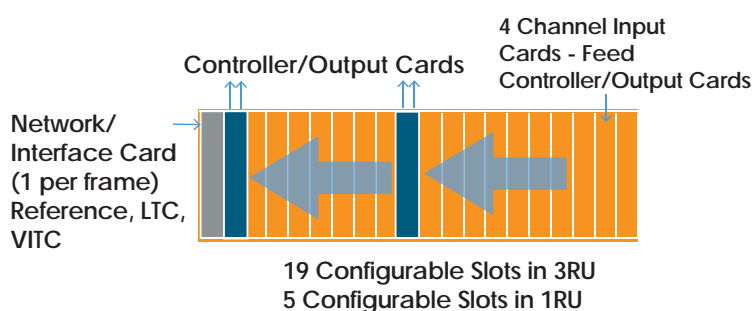 4 Channel Input
Cards - Feed
Controller/Output Cards
Controller/Output Cards
Network/
Interface Card
(1 per frame)
Reference, LTC,
VITC
19 Configurable Slots in 3RU
5 Configurable Slots in 1RU